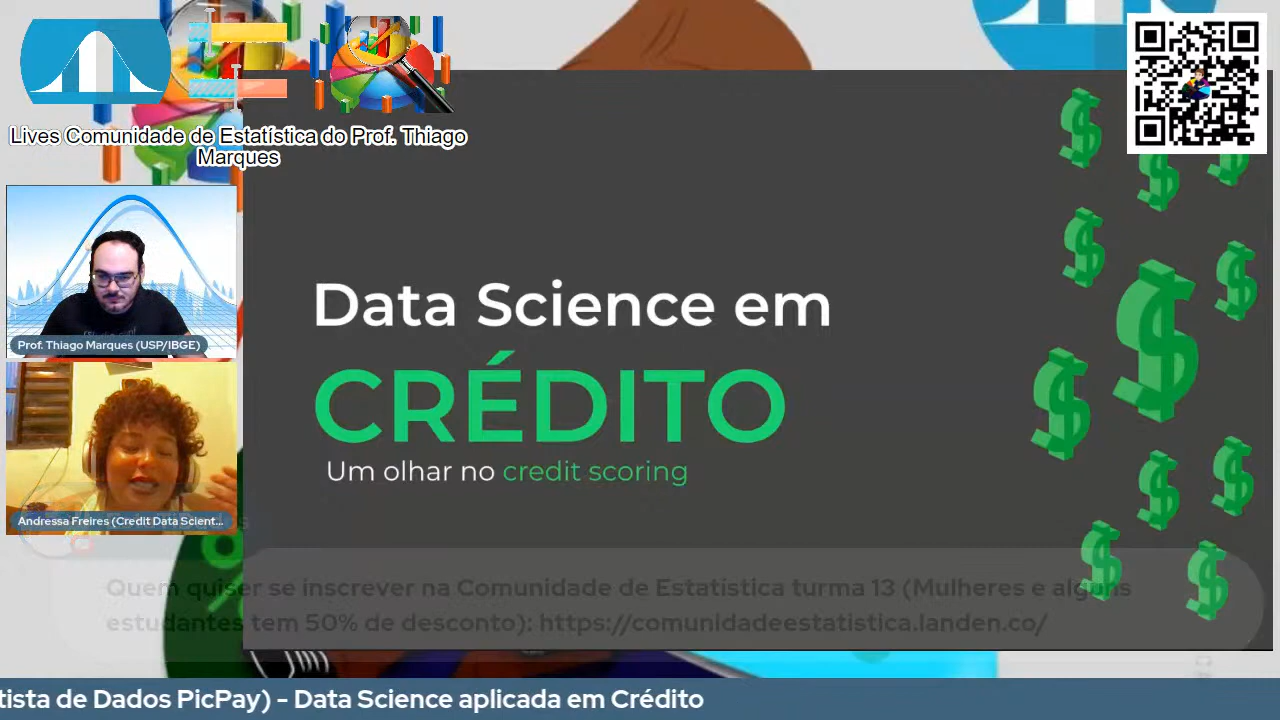 Lives Comunidade de Estatística do Prof. Thiago
Marques
Prof. Thiago Marques (USP/IBGE)
Andressa Freires (Credit Data Scient...
Data Science em
CRÉDITO
Um olhar no credit scoring
Quem quiser se inscrever na Comunidade de Estatística turma 13 (Mulheres e alguns
estudantes tem 50% de desconto): https://comunidadeestatistica.landen.co/
tista de Dados PicPay) - Data Science aplicada em Crédito